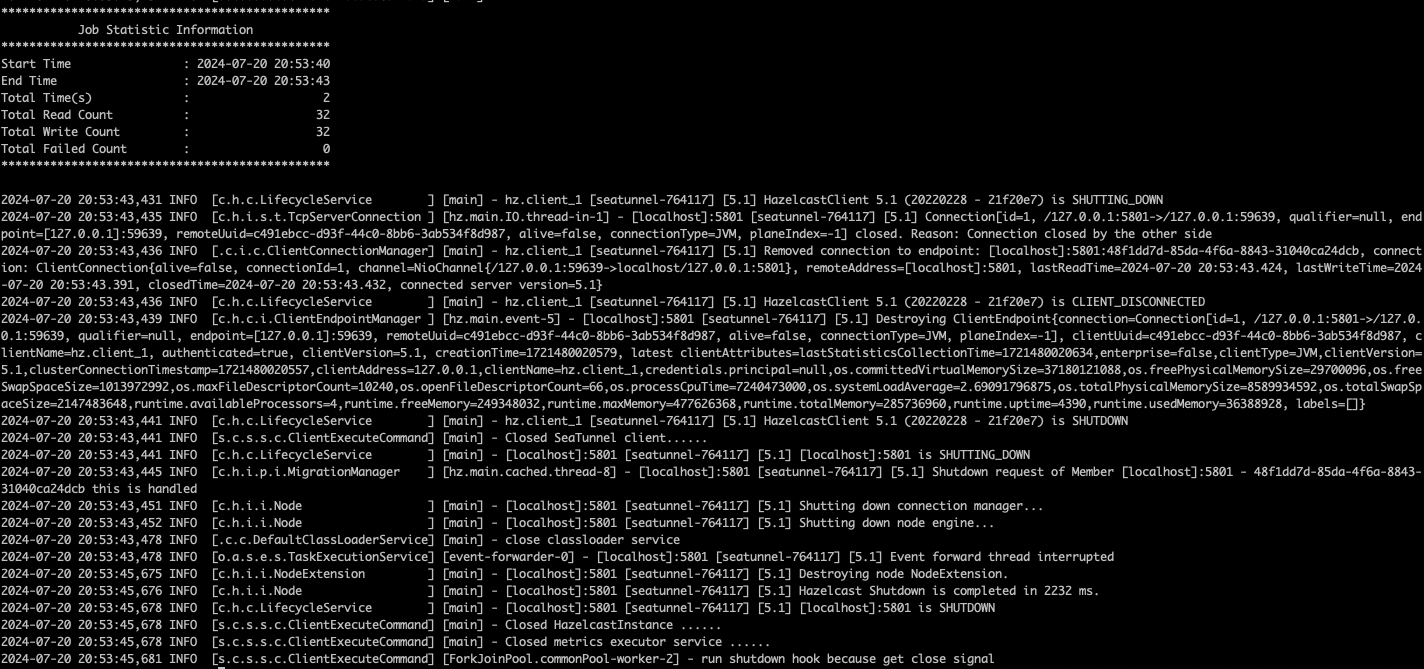 ***********************************************
           Job Statistic Information
***********************************************
Start Time                : 2024-07-20 20:53:40
End Time                  : 2024-07-20 20:53:43
Total Time(s)             :                   2
Total Read Count          :                  32
Total Write Count         :                  32
Total Failed Count        :                   0
***********************************************
2024-07-20 20:53:43,431 INFO  [c.h.c.LifecycleService        ] [main] - hz.client_1 [seatunnel-764117] [5.1] HazelcastClient 5.1 (20220228 - 21f20e7) is SHUTTING_DOWN
2024-07-20 20:53:43,435 INFO  [c.h.i.s.t.TcpServerConnection ] [hz.main.IO.thread-in-1] - [localhost]:5801 [seatunnel-764117] [5.1] Connection[id=1, /127.0.0.1:5801->/127.0.0.1:59639, qualifier=null, end
point=[127.0.0.1]:59639, remoteUuid=c491ebcc-d93f-44c0-8bb6-3ab534f8d987, alive=false, connectionType=JVM, planeIndex=-1] closed. Reason: Connection closed by the other side
2024-07-20 20:53:43,436 INFO  [.c.i.c.ClientConnectionManager] [main] - hz.client_1 [seatunnel-764117] [5.1] Removed connection to endpoint: [localhost]:5801:48f1dd7d-85da-4f6a-8843-31040ca24dcb, connect
ion: ClientConnection{alive=false, connectionId=1, channel=NioChannel{/127.0.0.1:59639->localhost/127.0.0.1:5801}, remoteAddress=[localhost]:5801, lastReadTime=2024-07-20 20:53:43.424, lastWriteTime=2024
-07-20 20:53:43.391, closedTime=2024-07-20 20:53:43.432, connected server version=5.1}
2024-07-20 20:53:43,436 INFO  [c.h.c.LifecycleService        ] [main] - hz.client_1 [seatunnel-764117] [5.1] HazelcastClient 5.1 (20220228 - 21f20e7) is CLIENT_DISCONNECTED
2024-07-20 20:53:43,439 INFO  [c.h.c.i.ClientEndpointManager ] [hz.main.event-5] - [localhost]:5801 [seatunnel-764117] [5.1] Destroying ClientEndpoint{connection=Connection[id=1, /127.0.0.1:5801->/127.0.
0.1:59639, qualifier=null, endpoint=[127.0.0.1]:59639, remoteUuid=c491ebcc-d93f-44c0-8bb6-3ab534f8d987, alive=false, connectionType=JVM, planeIndex=-1], clientUuid=c491ebcc-d93f-44c0-8bb6-3ab534f8d987, c
lientName=hz.client_1, authenticated=true, clientVersion=5.1, creationTime=1721480020579, latest clientAttributes=lastStatisticsCollectionTime=1721480020634,enterprise=false,clientType=JVM,clientVersion=
5.1,clusterConnectionTimestamp=1721480020557,clientAddress=127.0.0.1,clientName=hz.client_1,credentials.principal=null,os.committedVirtualMemorySize=37180121088,os.freePhysicalMemorySize=29700096,os.free
SwapSpaceSize=1013972992,os.maxFileDescriptorCount=10240,os.openFileDescriptorCount=66,os.processCpuTime=7240473000,os.systemLoadAverage=2.69091796875,os.totalPhysicalMemorySize=8589934592,os.totalSwapSp
aceSize=2147483648,runtime.availableProcessors=4,runtime.freeMemory=249348032,runtime.maxMemory=477626368,runtime.totalMemory=285736960,runtime.uptime=4390,runtime.usedMemory=36388928, labels=[]}
2024-07-20 20:53:43,441 INFO  [c.h.c.LifecycleService        ] [main] - hz.client_1 [seatunnel-764117] [5.1] HazelcastClient 5.1 (20220228 - 21f20e7) is SHUTDOWN
2024-07-20 20:53:43,441 INFO  [s.c.s.s.c.ClientExecuteCommand] [main] - Closed SeaTunnel client......
2024-07-20 20:53:43,441 INFO  [c.h.c.LifecycleService        ] [main] - [localhost]:5801 [seatunnel-764117] [5.1] [localhost]:5801 is SHUTTING_DOWN
2024-07-20 20:53:43,445 INFO  [c.h.i.p.i.MigrationManager    ] [hz.main.cached.thread-8] - [localhost]:5801 [seatunnel-764117] [5.1] Shutdown request of Member [localhost]:5801 - 48f1dd7d-85da-4f6a-8843-
31040ca24dcb this is handled
2024-07-20 20:53:43,451 INFO  [c.h.i.i.Node                  ] [main] - [localhost]:5801 [seatunnel-764117] [5.1] Shutting down connection manager...
2024-07-20 20:53:43,452 INFO  [c.h.i.i.Node                  ] [main] - [localhost]:5801 [seatunnel-764117] [5.1] Shutting down node engine...
2024-07-20 20:53:43,478 INFO  [.c.c.DefaultClassLoaderService] [main] - close classloader service
2024-07-20 20:53:43,478 INFO  [o.a.s.e.s.TaskExecutionService] [event-forwarder-0] - [localhost]:5801 [seatunnel-764117] [5.1] Event forward thread interrupted
2024-07-20 20:53:45,675 INFO  [c.h.i.i.NodeExtension         ] [main] - [localhost]:5801 [seatunnel-764117] [5.1] Destroying node NodeExtension.
2024-07-20 20:53:45,676 INFO  [c.h.i.i.Node                  ] [main] - [localhost]:5801 [seatunnel-764117] [5.1] Hazelcast Shutdown is completed in 2232 ms.
2024-07-20 20:53:45,678 INFO  [c.h.c.LifecycleService        ] [main] - [localhost]:5801 [seatunnel-764117] [5.1] [localhost]:5801 is SHUTDOWN
2024-07-20 20:53:45,678 INFO  [s.c.s.s.c.ClientExecuteCommand] [main] - Closed HazelcastInstance ......
2024-07-20 20:53:45,678 INFO  [s.c.s.s.c.ClientExecuteCommand] [main] - Closed metrics executor service ......
2024-07-20 20:53:45,681 INFO  [s.c.s.s.c.ClientExecuteCommand] [ForkJoinPool.commonPool-worker-2] - run shutdown hook because get close signal